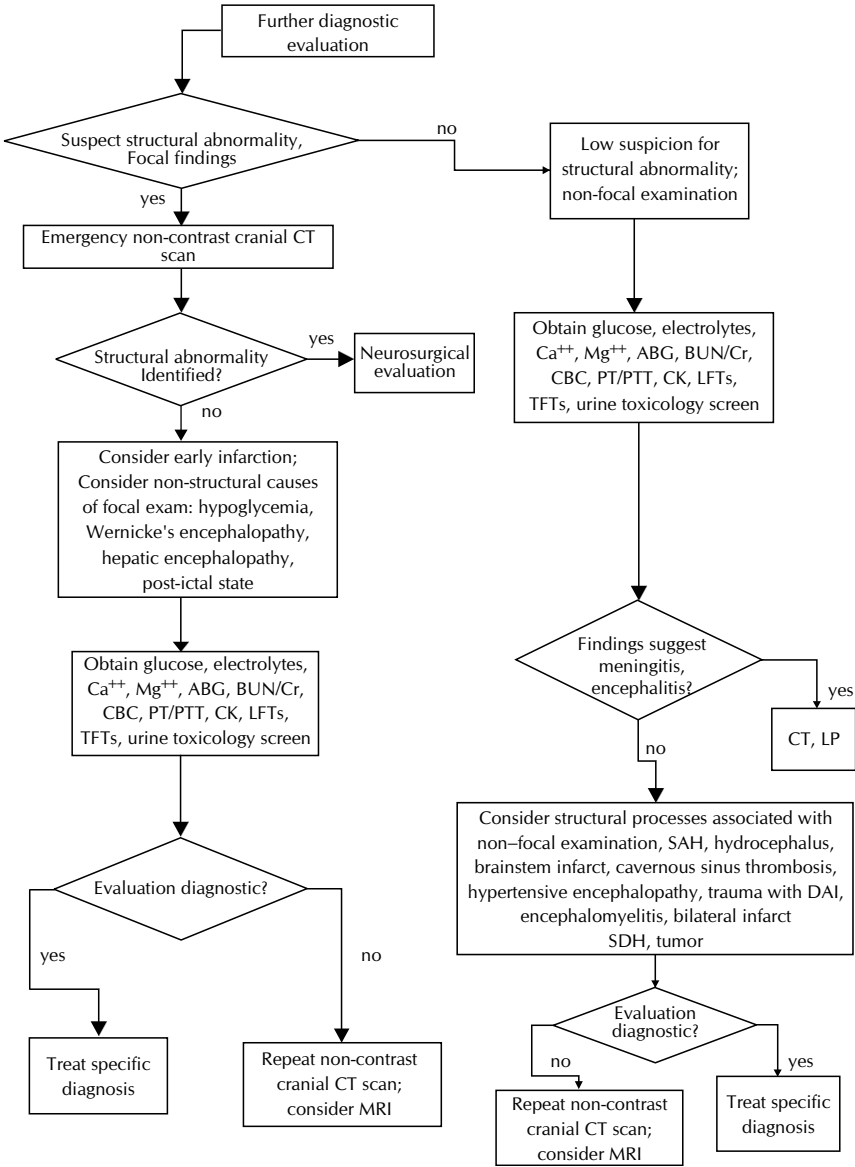 Further diagnostic
evaluation
Suspect structural abnormality,
Focal findings
no
yes
Low suspicion for
structural abnormality;
non-focal examination
Emergency non-contrast cranial CT
scan
Structural abnormality
Identified?
yes
no
Neurosurgical
evaluation
Obtain glucose, electrolytes,
Ca++, Mg++, ABG, BUN/Cr,
CBC, PT/PTT, CK, LFTs,
TFTs, urine toxicology screen
Consider early infarction;
Consider non-structural causes
of focal exam: hypoglycemia,
Wernicke's encephalopathy,
hepatic encephalopathy,
post-ictal state
Obtain glucose, electrolytes,
Ca++, Mg++, ABG, BUN/Cr,
CBC, PT/PTT, CK, LFTs,
TFTs, urine toxicology screen
Findings suggest
meningitis,
encephalitis?
yes
no
CT, LP
Consider structural processes associated with
non–focal examination, SAH, hydrocephalus,
brainstem infarct, cavernous sinus thrombosis,
hypertensive encephalopathy, trauma with DAI,
encephalomyelitis, bilateral infarct
SDH, tumor
Evaluation diagnostic?
yes
no
Treat specific
diagnosis
Repeat non-contrast
cranial CT scan;
consider MRI
Evaluation
diagnostic?
no
yes
Repeat non-contrast
cranial CT scan;
consider MRI
Treat specific
diagnosis